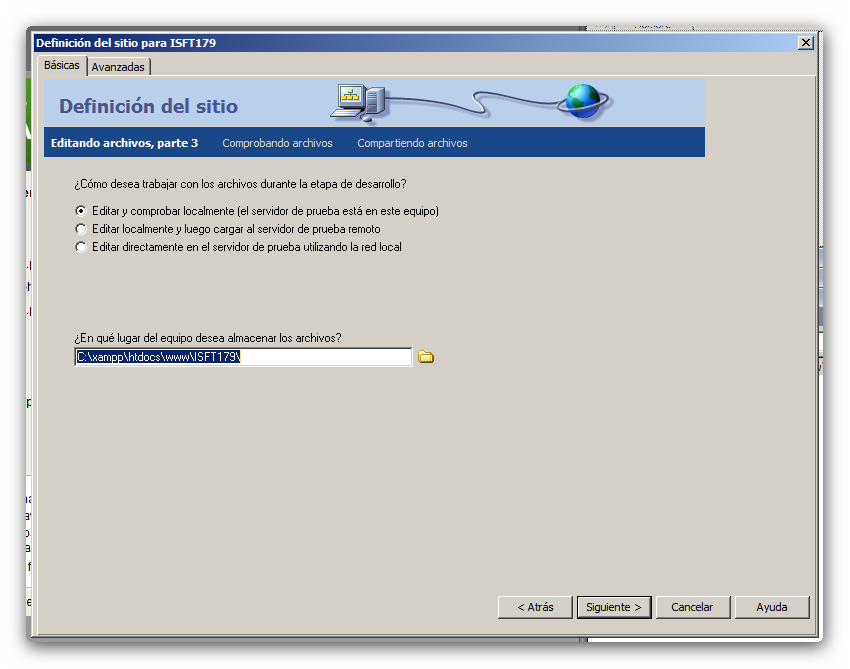 Definición del sitio para ISFT179
Básicas Avanzadas
Definición del sitio
Editando archivos, parte 3 Comprobando archivos Compartiendo archivos
¿Cómo desea trabajar con los archivos durante la etapa de desarrollo?
Editar y comprobar localmente (el servidor de prueba está en este equipo)
Editar localmente y luego cargar al servidor de prueba remoto
Editar directamente en el servidor de prueba utilizando la red local
¿En qué lugar del equipo desea almacenar los archivos?
C:\xampp\htdocs\www\ISFT179\
< Atrás Siguiente > Cancelar Ayuda